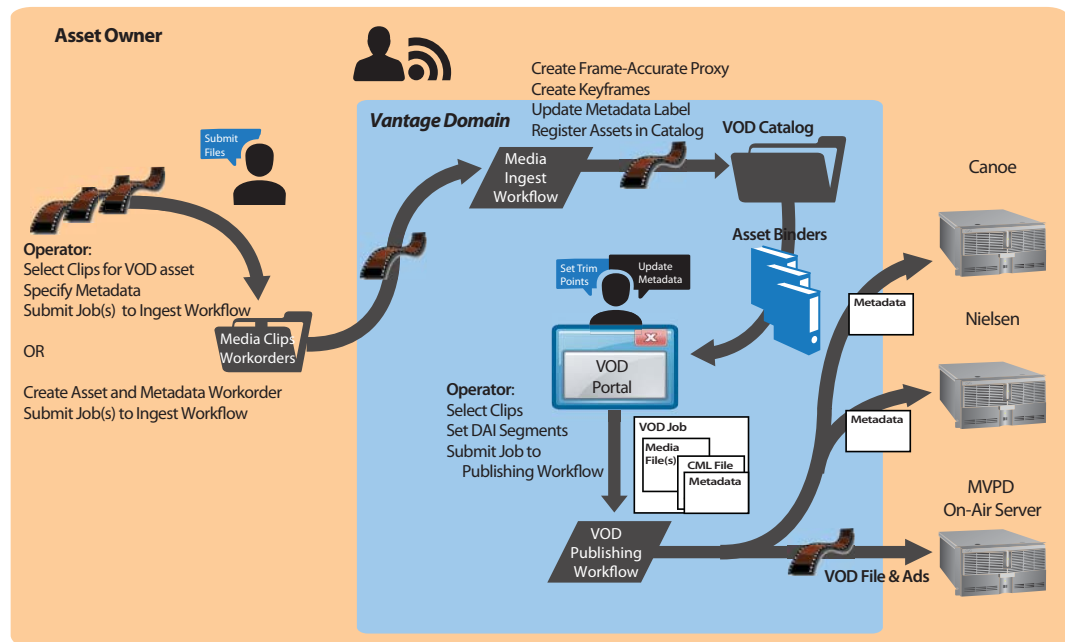 Asset Owner
Create Frame-Accurate Proxy
Create Keyframes
Update Metadata Label
Register Assets in Catalog
Vantage Domain
VOD Catalog
Submit
Files
Media
Ingest
Workflow
Canoe
Operator:
Select Clips for VOD asset
Specify Metadata
Submit Job(s) to Ingest Workflow
OR
Create Asset and Metadata Workorder
Submit Job(s) to Ingest Workflow
Media Clips
Workorders
Asset Binders
Set Trim
Points
Update
Metadata
VOD
Portal
Metadata
Nielsen
Operator:
Select Clips
Set DAI Segments
Submit Job to
Publishing Workflow
VOD Job
Media
File(s)
CML File
Metadata
Metadata
MVPD
On-Air Server
VOD
Publishing
Workflow
VOD File & Ads